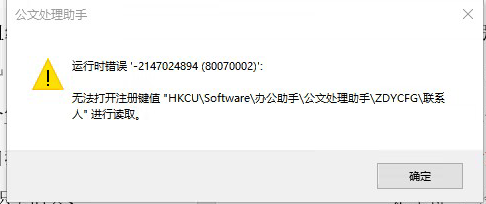 公文处理助手
运行时错误 '-2147024894 (80070002)':
无法打开注册键值 "HKCU\Software\办公助手\公文处理助手\ZDYCFG\联系
人" 进行读取。
确定